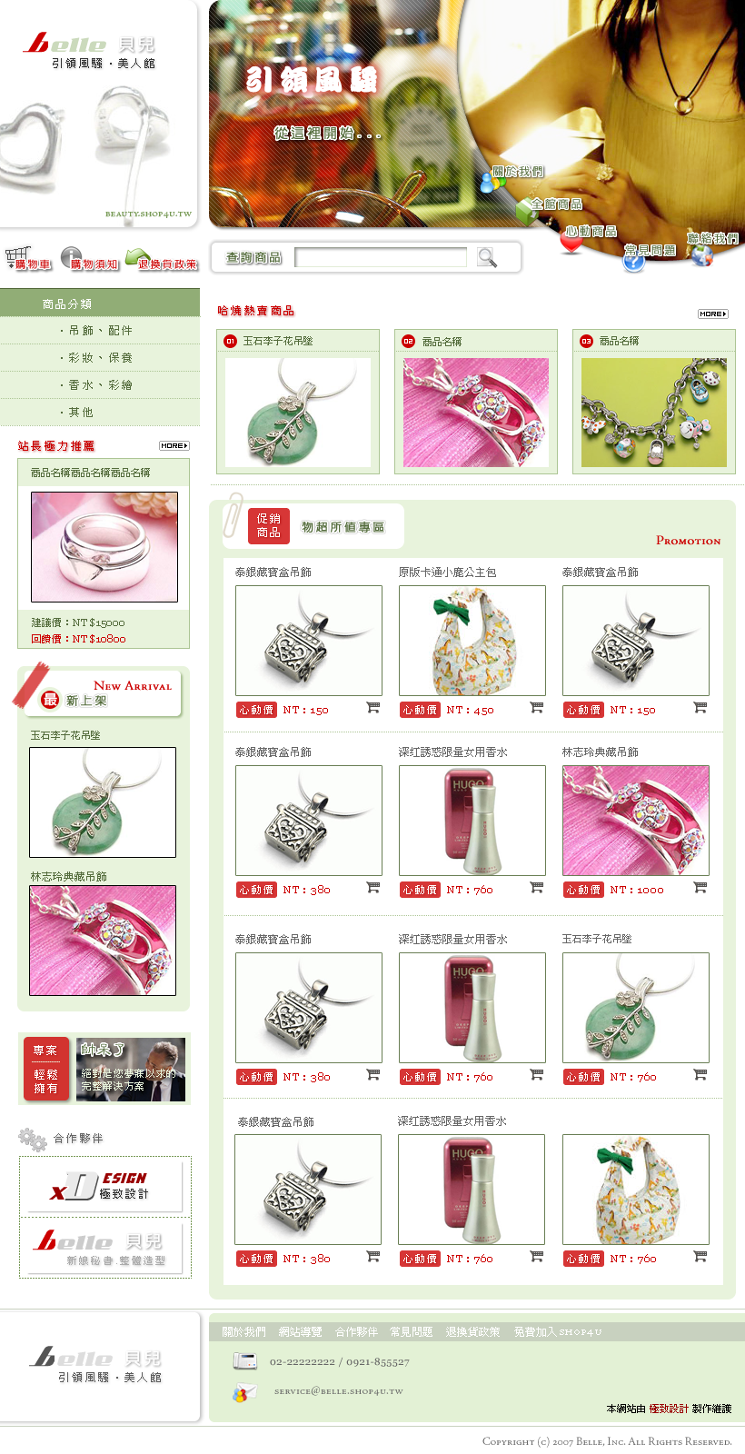 belle 貝兒
引領風騷·美人館
BEAUTY.SHOP4U.TW
引領風騷
從這裡開始...
關於我們
全館商品
心動商品
常見問題
聯絡我們
購物車
購物須知
退換貨政策
查詢商品
商品分類
·吊飾、配件
·彩妝、保養
·香水、彩繪
·其他
哈燒熱賣商品
MORE
01 玉石李子花吊墜
02 商品名稱
03 商品名稱
站長極力推薦
MORE
商品名稱商品名稱商品名稱
建議價：NT $15000
回饋價：NT $10800
NEW ARRIVAL
最 新上架
玉石李子花吊墜
林志玲典藏吊飾
專案
輕鬆
擁有
帥呆了
絕對是您夢寐以求的
完整解決方案
合作夥伴
xDESIGN
極致設計
belle 貝兒
新娘秘書.整體造型
促銷
商品
物超所值專區
PROMOTION
泰銀藏寶盒吊飾
原版卡通小魔公主包
泰銀藏寶盒吊飾
心動價 NT：150
心動價 NT：450
心動價 NT：150
泰銀藏寶盒吊飾
深红誘惑限量女用香水
林志玲典藏吊飾
HUGO
心動價 NT：380
心動價 NT：760
心動價 NT：1000
泰銀藏寶盒吊飾
深红誘惑限量女用香水
玉石李子花吊墜
HUGO
心動價 NT：380
心動價 NT：760
心動價 NT：760
泰銀藏寶盒吊飾
深红誘惑限量女用香水
HUGO
心動價 NT：380
心動價 NT：760
心動價 NT：760
belle 貝兒
引領風騷·美人館
關於我們 網站導覽 合作夥伴 常見問題 退換貨政策 免費加入SHOP4U
02-22222222 / 0921-855527
SERVICE@BELLE.SHOP4U.TW
本網站由 極致設計 製作維護
COPYRIGHT (C) 2007 BELLE, INC. ALL RIGHTS RESERVED.